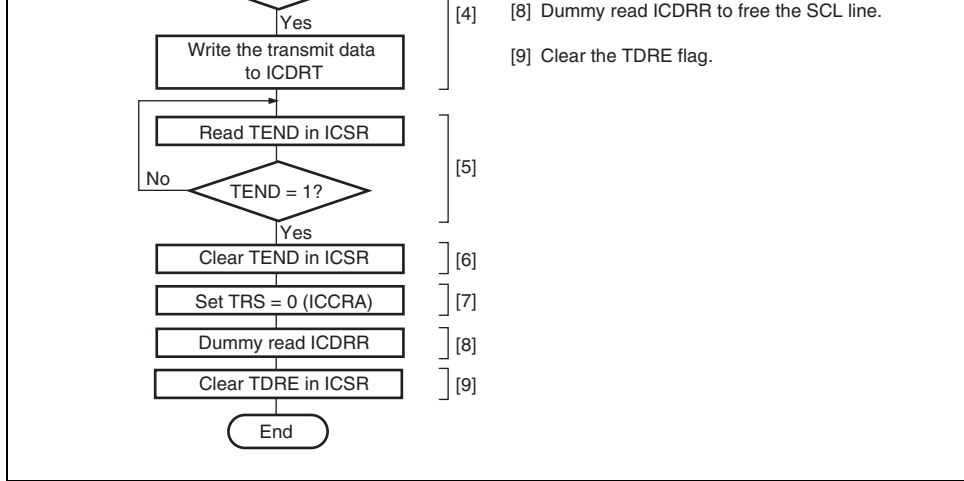 [4]
[8] Dummy read ICDRR to free the SCL line.
Yes
Write the transmit data
to ICDRT
[9] Clear the TDRE flag.
Read TEND in ICSR
[5]
No
TEND = 1?
Yes
Clear TEND in ICSR
[6]
Set TRS = 0 (ICCRA)
[7]
Dummy read ICDRR
[8]
Clear TDRE in ICSR
[9]
End